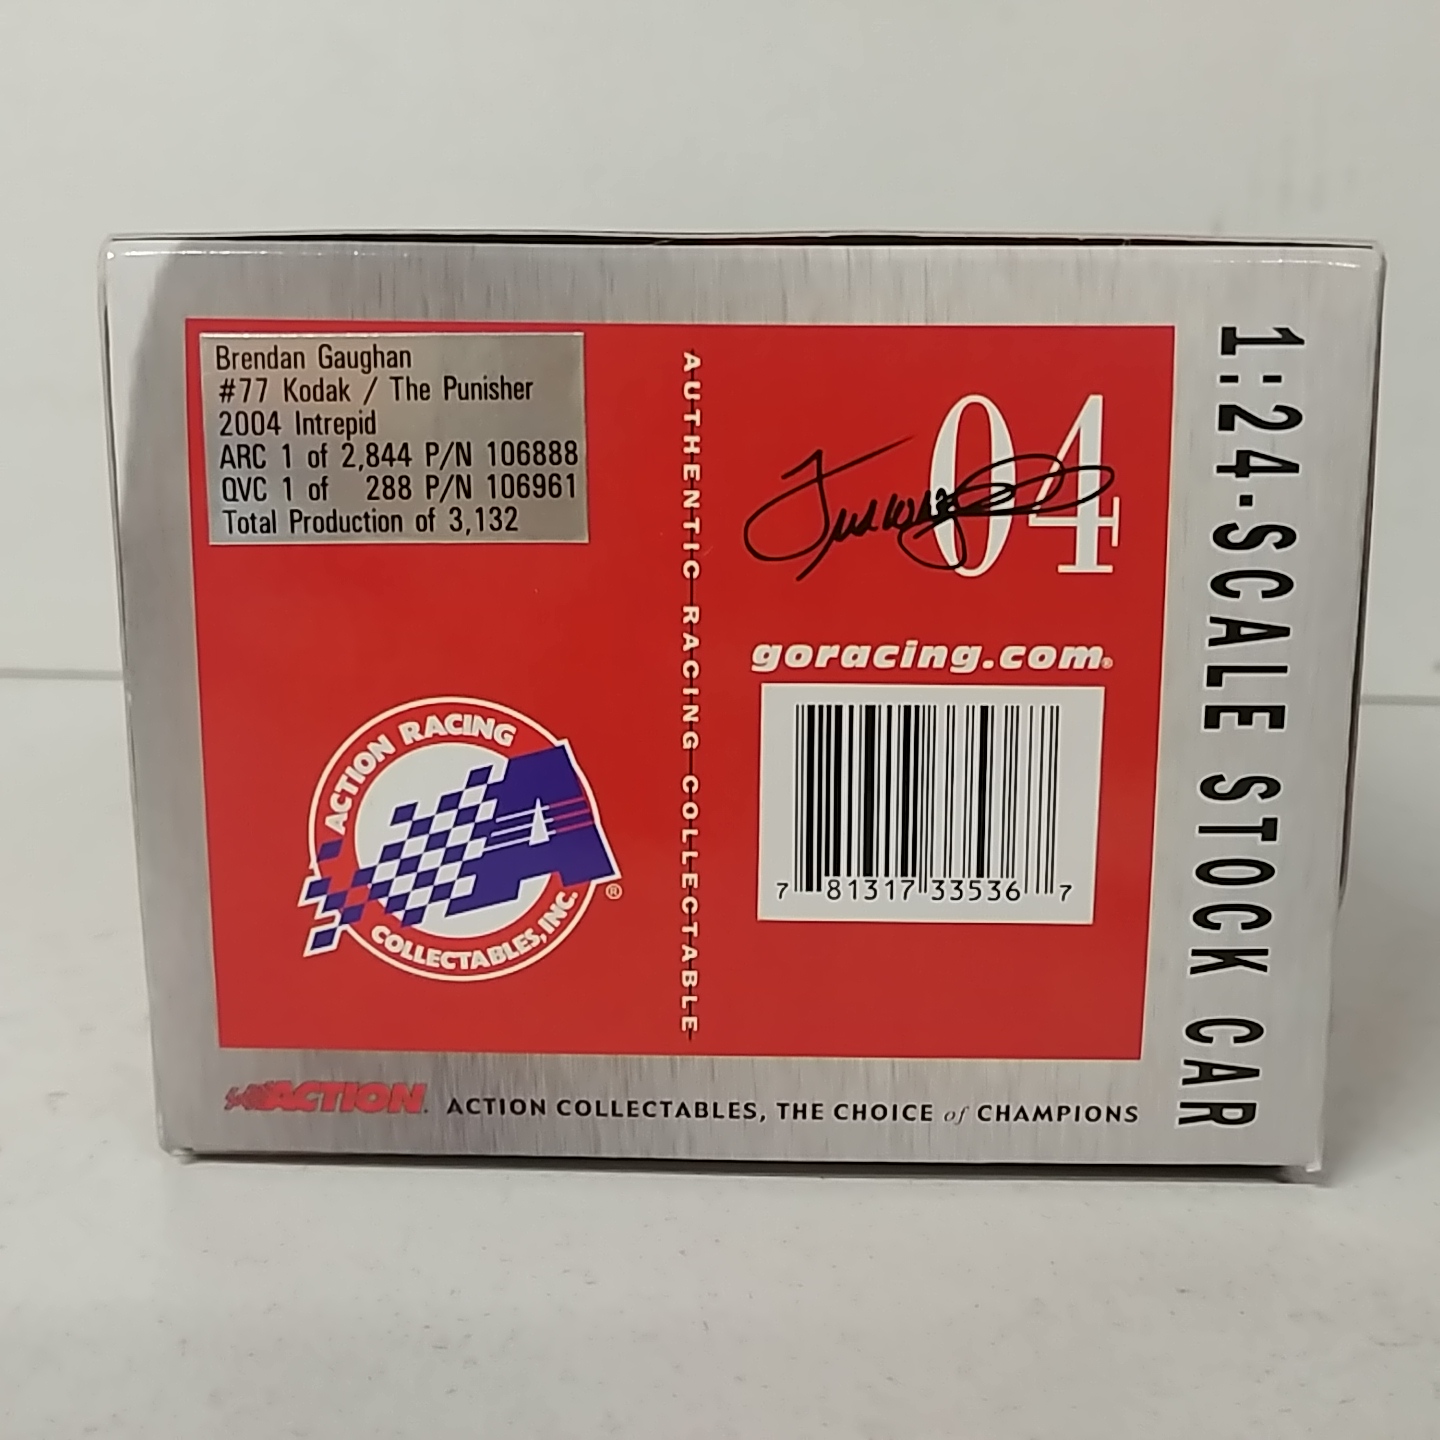 Brendan Gaughan
#77 Kodak / The Punisher
2004 Intrepid
ARC 1 of 2,844 P/N 106888
QVC 1 of 288 P/N 106961
Total Production of 3,132
AUTHENTIC RACING COLLECTABLE
04
goracing.com®
7 81317 33536 7
ACTION RACING
COLLECTABLES, INC.
®
A
1:24-SCALE STOCK CAR
ACTION.
ACTION COLLECTABLES, THE CHOICE of CHAMPIONS